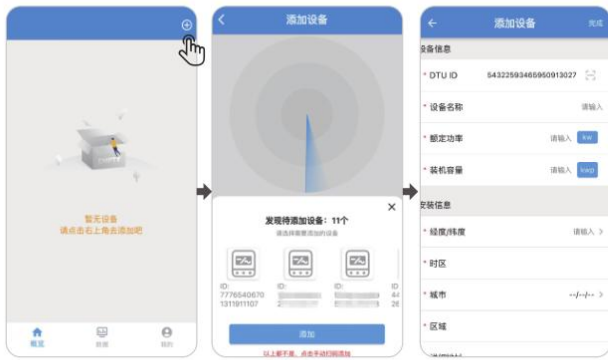 暂无设备
请点击右上角去添加吧
概览
数据
我的
添加设备
发现待添加设备：11个
请选择需要添加的设备
ID:
7776540670
1311911107
ID:
ID:
ID
添加
以上都不是，点击手动扫码添加
添加设备
完成
设备信息
* DTU ID 54322593465950913027
* 设备名称 请输入
* 额定功率 请输入 kw
* 装机容量 请输入 kwp
安装信息
* 经度/纬度 请输入 >
* 时区
* 城市 --/--/-- >
* 区域